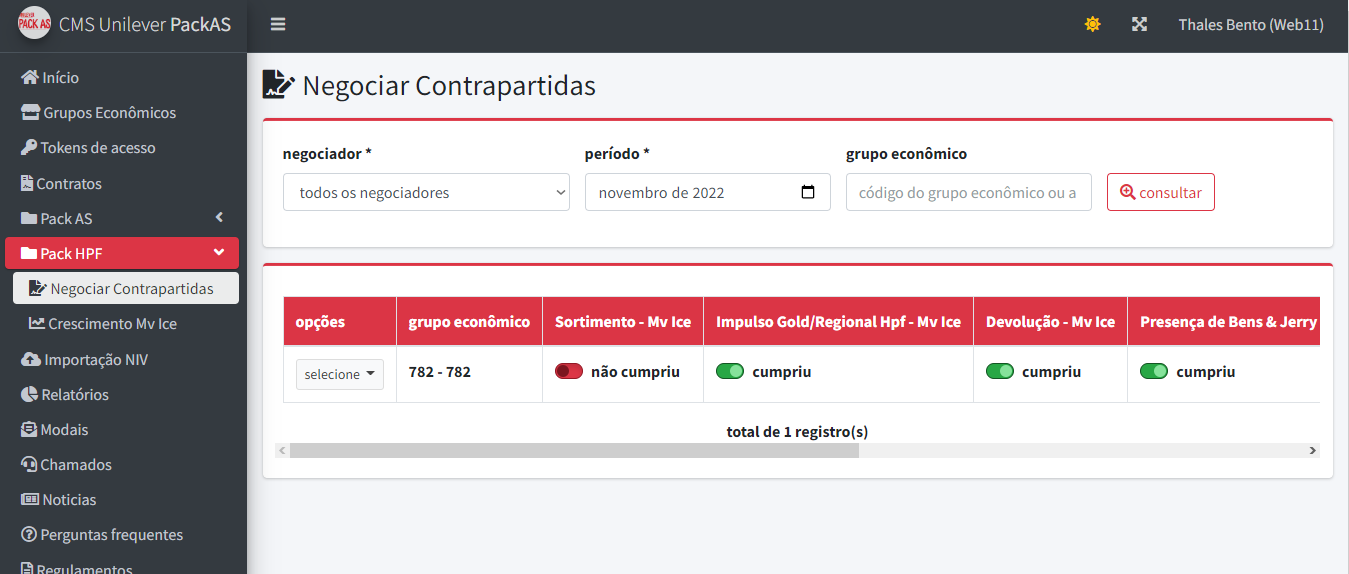 PACK AS
CMS Unilever PackAS
Thales Bento (Web11)
Início
Grupos Econômicos
Tokens de acesso
Contratos
Pack AS
Pack HPF
Negociar Contrapartidas
Crescimento Mv Ice
Importação NIV
Relatórios
Modais
Chamados
Noticias
Perguntas frequentes
Regulamentos
Negociar Contrapartidas
negociador * período * grupo econômico
todos os negociadores novembro de 2022 código do grupo econômico ou a consultar
opções grupo econômico Sortimento - Mv Ice Impulso Gold/Regional Hpf - Mv Ice Devolução - Mv Ice Presença de Bens & Jerry
selecione 782 - 782 não cumpriu cumpriu cumpriu cumpriu
total de 1 registro(s)